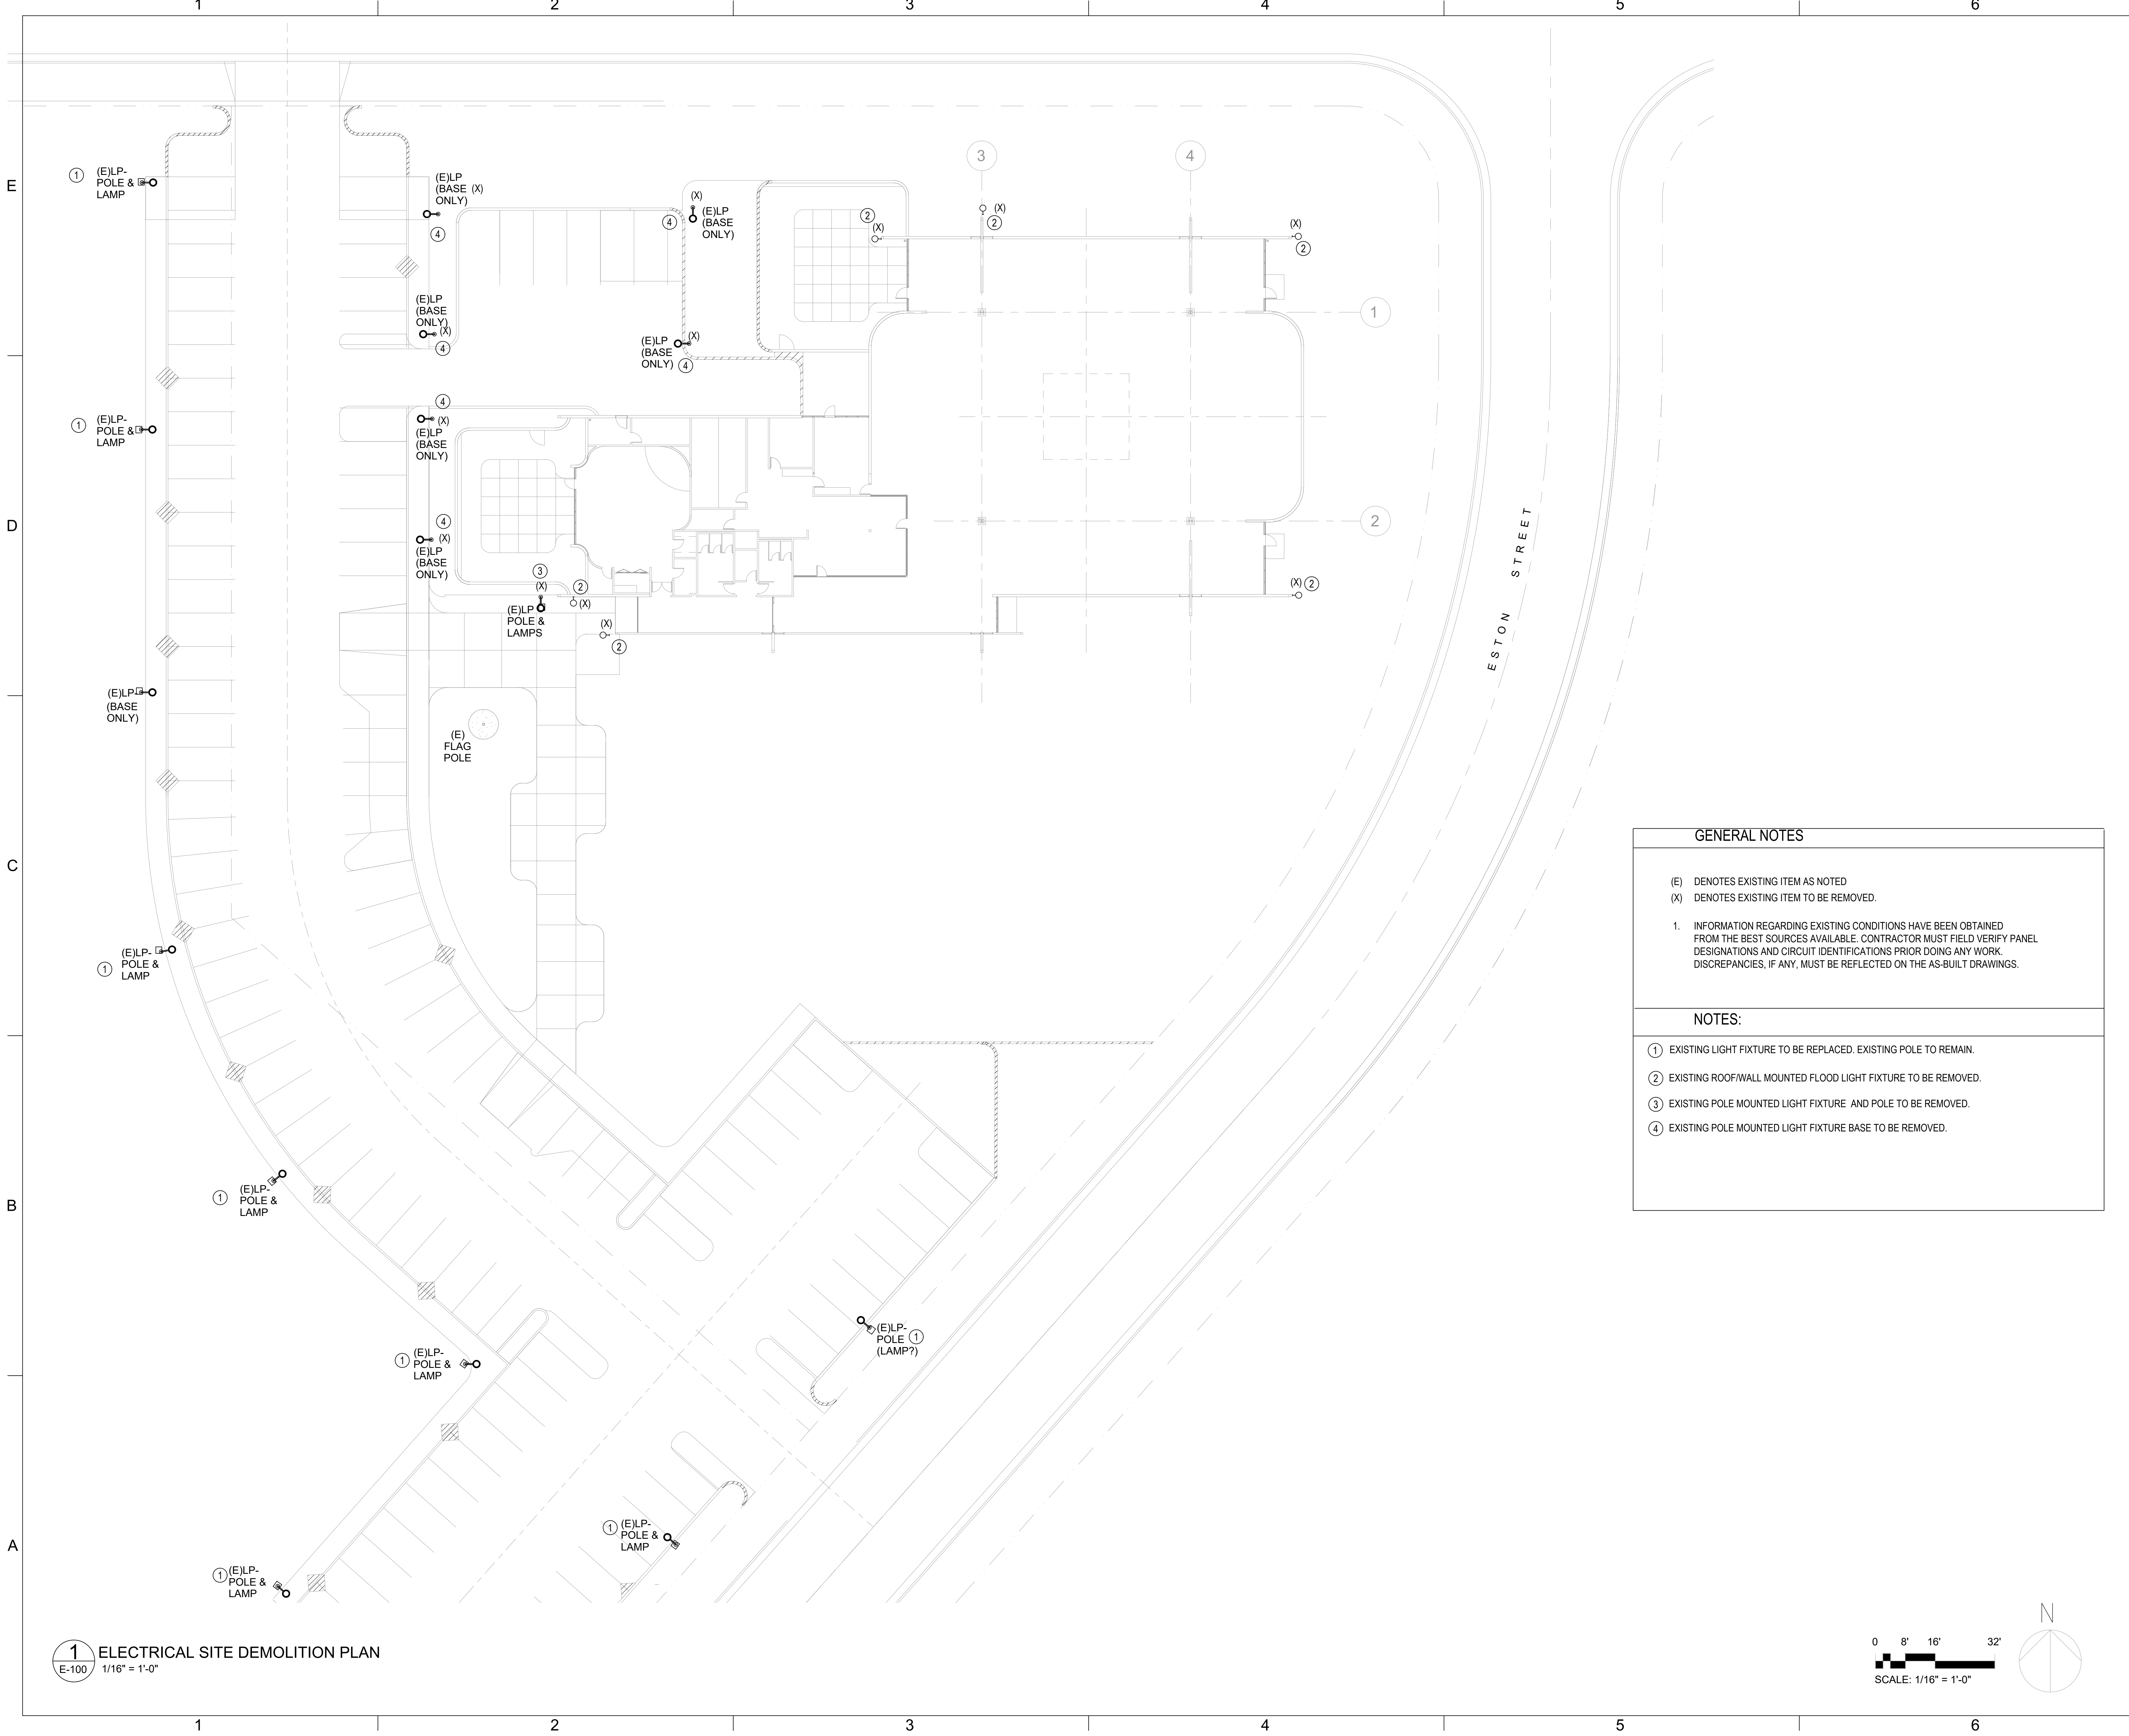 1 2 3 4 5 6
E
D
C
B
A
1
(E)LP-
POLE &
LAMP
(E)LP
(BASE (X)
ONLY)
4
(X)
(E)LP
(BASE
ONLY)
4
2
(X)
3
4
(X)
2
(X)
2
1
(E)LP
(BASE
ONLY)
(X)
4
(E)LP
(BASE
ONLY)
(X)
4
1
(E)LP-
POLE &
LAMP
4
(X)
(E)LP
(BASE
ONLY)
4
(X)
(E)LP
(BASE
ONLY)
2
3
(X)
(E)LP
POLE &
LAMPS
2
(X)
(X)
2
(X)
2
ESTON STREET
(E)LP-
(BASE
ONLY)
(E)
FLAG
POLE
(E)LP-
POLE &
LAMP
1
(E)LP-
POLE &
LAMP
1
(E)LP-
POLE &
LAMP
1
(E)LP-
POLE
(LAMP?)
1
1
(E)LP-
POLE &
LAMP
1
(E)LP-
POLE &
LAMP
GENERAL NOTES
(E) DENOTES EXISTING ITEM AS NOTED
(X) DENOTES EXISTING ITEM TO BE REMOVED.
1. INFORMATION REGARDING EXISTING CONDITIONS HAVE BEEN OBTAINED
FROM THE BEST SOURCES AVAILABLE. CONTRACTOR MUST FIELD VERIFY PANEL
DESIGNATIONS AND CIRCUIT IDENTIFICATIONS PRIOR DOING ANY WORK.
DISCREPANCIES, IF ANY, MUST BE REFLECTED ON THE AS-BUILT DRAWINGS.
NOTES:
1 EXISTING LIGHT FIXTURE TO BE REPLACED. EXISTING POLE TO REMAIN.
2 EXISTING ROOF/WALL MOUNTED FLOOD LIGHT FIXTURE TO BE REMOVED.
3 EXISTING POLE MOUNTED LIGHT FIXTURE AND POLE TO BE REMOVED.
4 EXISTING POLE MOUNTED LIGHT FIXTURE BASE TO BE REMOVED.
1
E-100
ELECTRICAL SITE DEMOLITION PLAN
1/16" = 1'-0"
0 8' 16' 32'
SCALE: 1/16" = 1'-0"
N
1 2 3 4 5 6